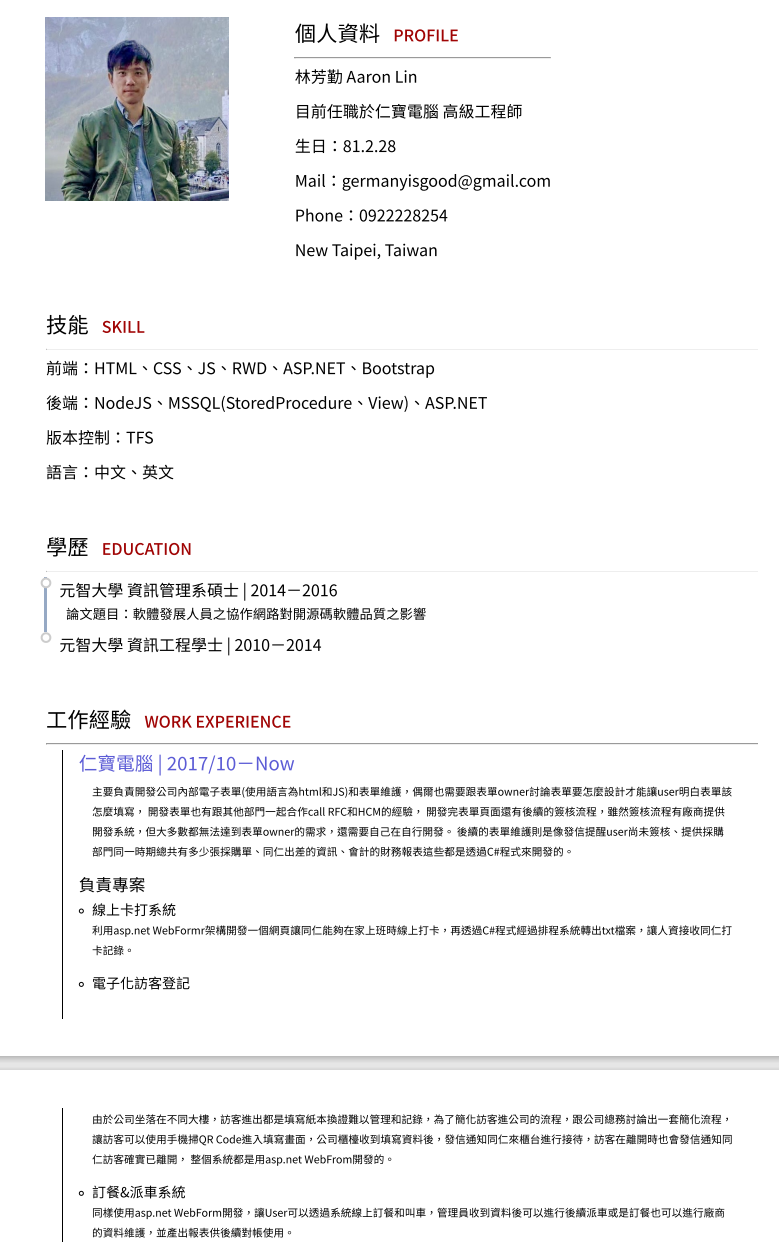 個人資料 PROFILE
林芳勤 Aaron Lin
目前任職於仁寶電腦 高級工程師
生日：81.2.28
Mail：germanyisgood@gmail.com
Phone：0922228254
New Taipei, Taiwan
技能 SKILL
前端：HTML、CSS、JS、RWD、ASP.NET、Bootstrap
後端：NodeJS、MSSQL(StoredProcedure、View)、ASP.NET
版本控制：TFS
語言：中文、英文
學歷 EDUCATION
元智大學 資訊管理系碩士 | 2014－2016
論文題目：軟體發展人員之協作網路對開源碼軟體品質之影響
元智大學 資訊工程學士 | 2010－2014
工作經驗 WORK EXPERIENCE
仁寶電腦 | 2017/10－Now
主要負責開發公司內部電子表單(使用語言為html和JS)和表單維護，偶爾也需要跟表單owner討論表單要怎麼設計才能讓user明白表單該
怎麼填寫， 開發表單也有跟其他部門一起合作call RFC和HCM的經驗， 開發完表單頁面還有後續的簽核流程，雖然簽核流程有廠商提供
開發系統，但大多數都無法達到表單owner的需求，還需要自己在自行開發。 後續的表單維護則是像發信提醒user尚未簽核、提供採購
部門同一時期總共有多少張採購單、同仁出差的資訊、會計的財務報表這些都是透過C#程式來開發的。
負責專案
線上卡打系統
利用asp.net WebFormr架構開發一個網頁讓同仁能夠在家上班時線上打卡，再透過C#程式經過排程系統轉出txt檔案，讓人資接收同仁打
卡記錄。
電子化訪客登記
由於公司坐落在不同大樓，訪客進出都是填寫紙本換證難以管理和記錄，為了簡化訪客進公司的流程，跟公司總務討論出一套簡化流程，
讓訪客可以使用手機掃QR Code進入填寫畫面，公司櫃檯收到填寫資料後，發信通知同仁來櫃台進行接待，訪客在離開時也會發信通知同
仁訪客確實已離開， 整個系統都是用asp.net WebFrom開發的。
訂餐&派車系統
同樣使用asp.net WebForm開發，讓User可以透過系統線上訂餐和叫車，管理員收到資料後可以進行後續派車或是訂餐也可以進行廠商
的資料維護，並產出報表供後續對帳使用。